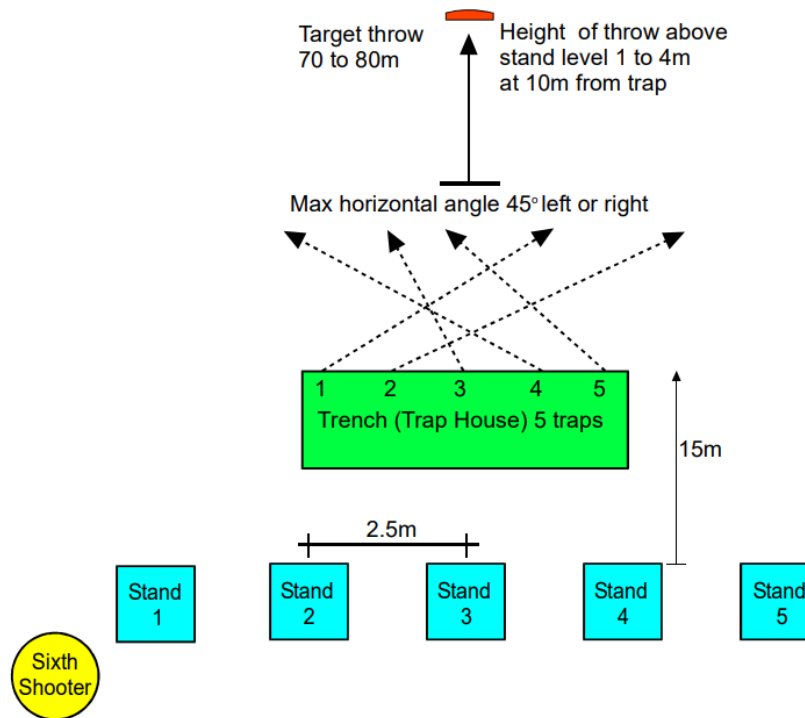 Target throw
70 to 80m
Height of throw above
stand level 1 to 4m
at 10m from trap
Max horizontal angle 45° left or right
1 2 3 4 5
Trench (Trap House) 5 traps
15m
2.5m
Stand
1
Stand
2
Stand
3
Stand
4
Stand
5
Sixth
Shooter